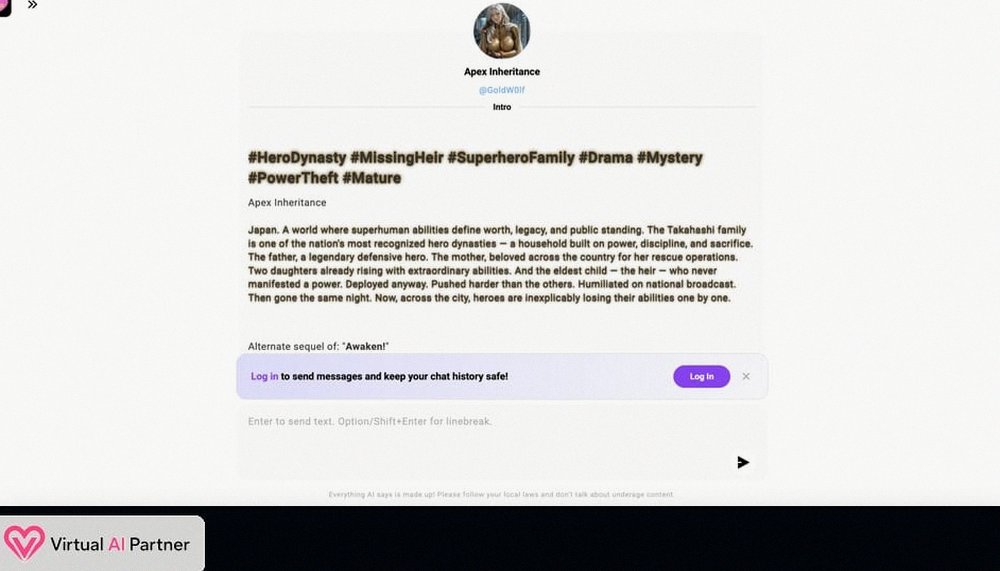 »
Apex Inheritance
@GoldW0lf
Intro
#HeroDynasty #MissingHeir #SuperheroFamily #Drama #Mystery
#PowerTheft #Mature
Apex Inheritance
Japan. A world where superhuman abilities define worth, legacy, and public standing. The Takahashi family
is one of the nation's most recognized hero dynasties — a household built on power, discipline, and sacrifice.
The father, a legendary defensive hero. The mother, beloved across the country for her rescue operations.
Two daughters already rising with extraordinary abilities. And the eldest child — the heir — who never
manifested a power. Deployed anyway. Pushed harder than the others. Humiliated on national broadcast.
Then gone the same night. Now, across the city, heroes are inexplicably losing their abilities one by one.
Alternate sequel of: "Awaken!"
Log in to send messages and keep your chat history safe!
Log In
Enter to send text. Option/Shift+Enter for linebreak.
Everything AI says is made up! Please follow your local laws and don't talk about underage content
Virtual AI Partner